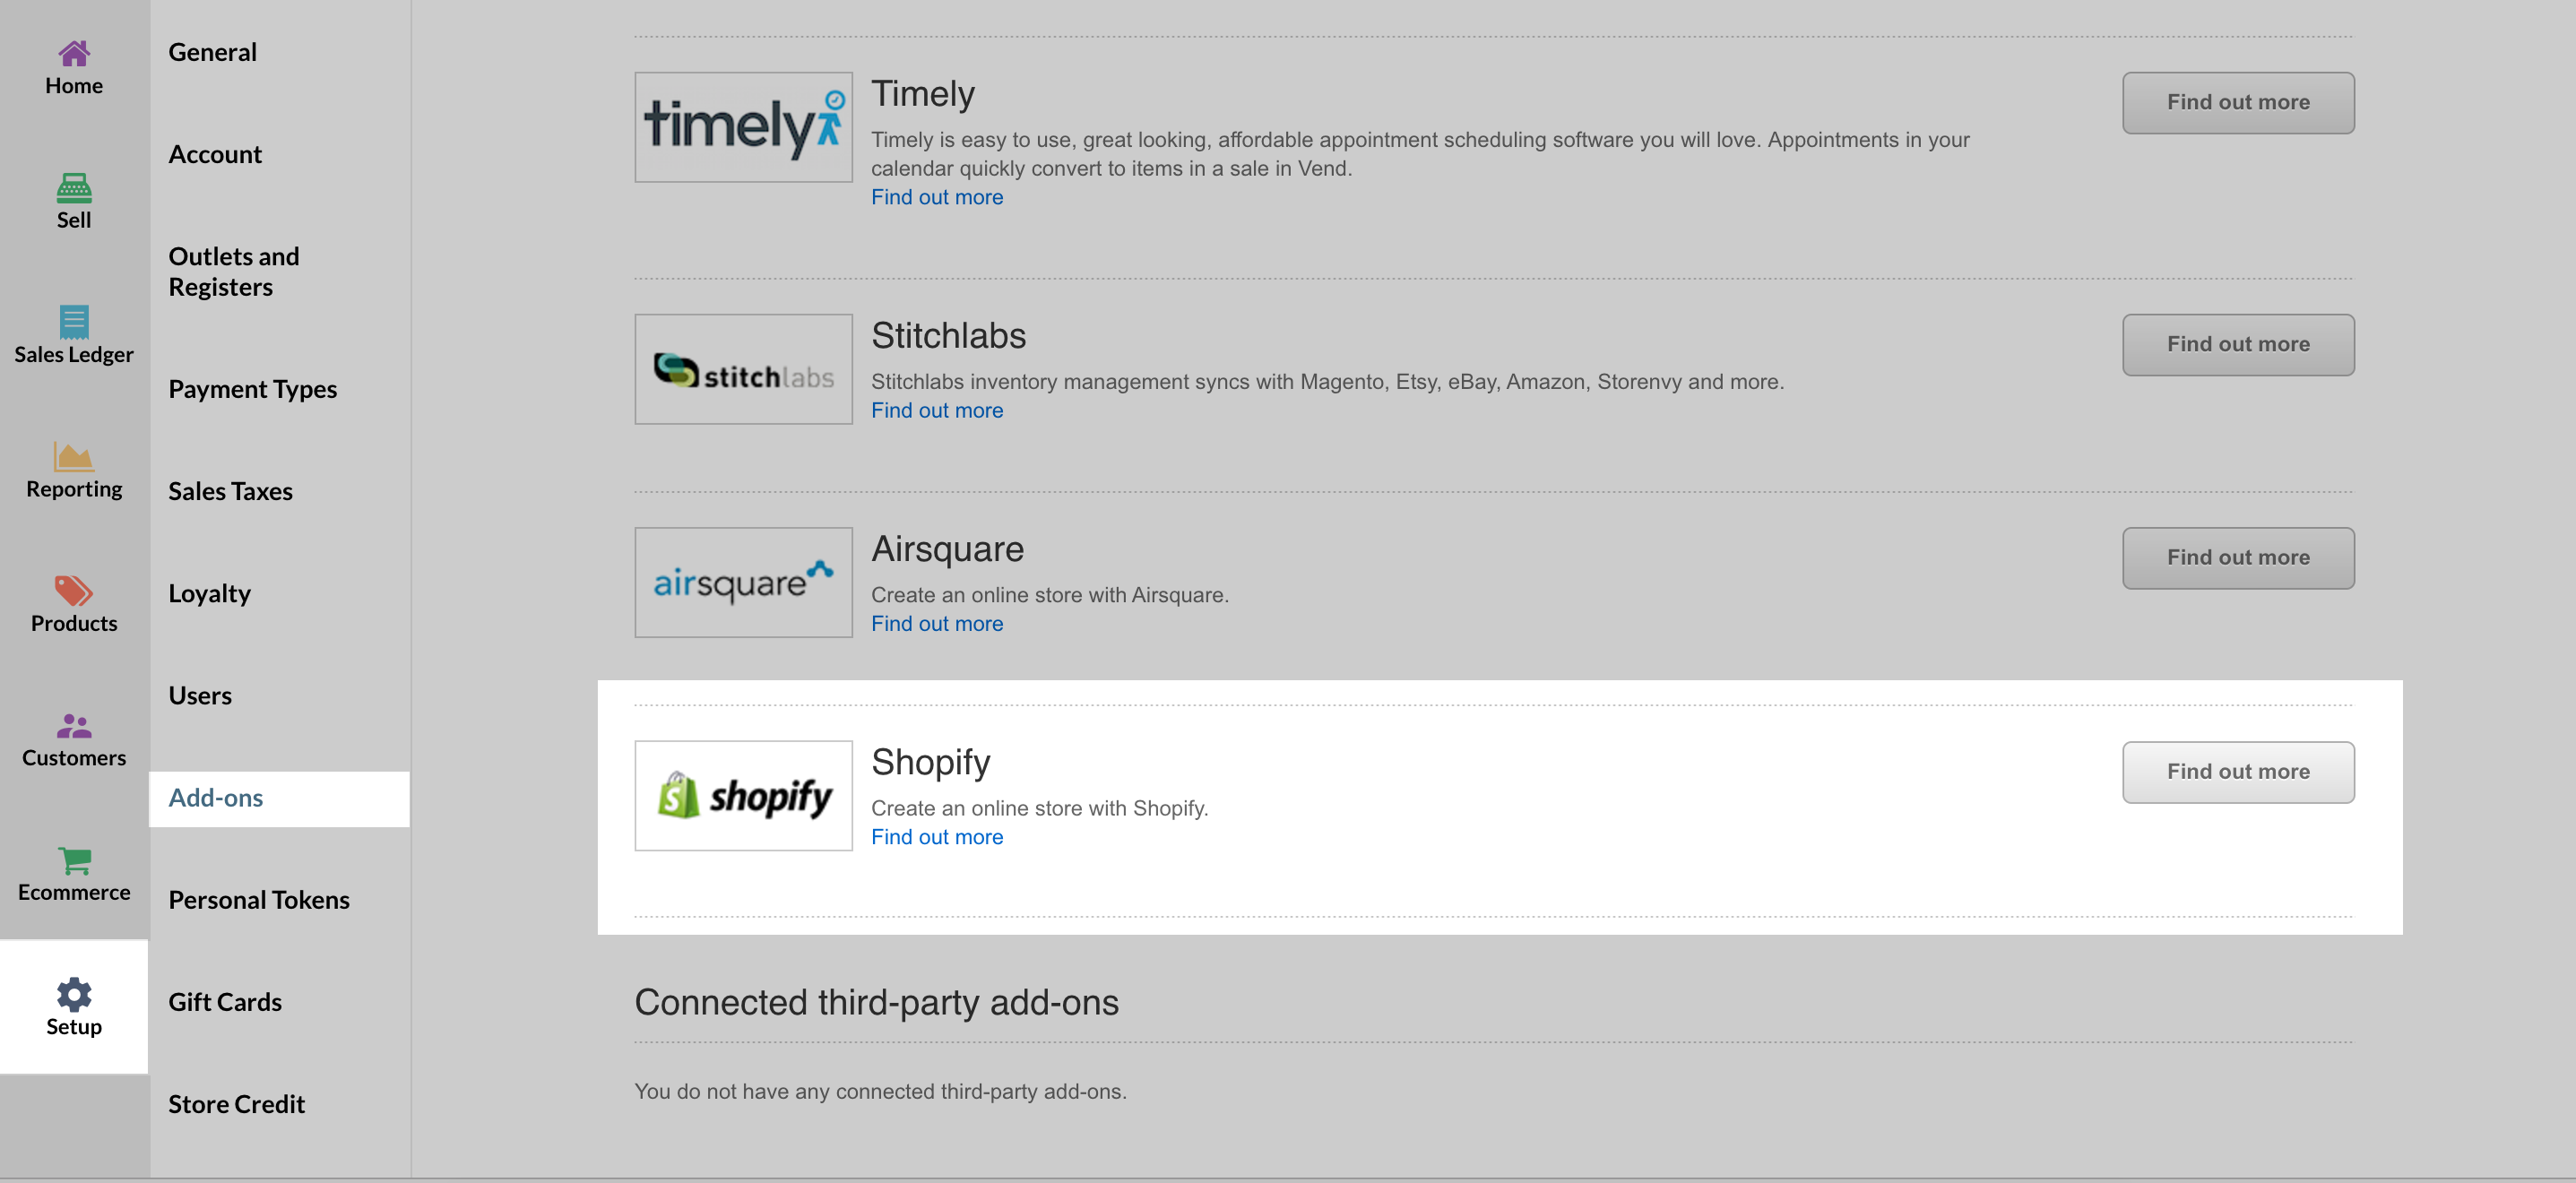 Home
Sell
Sales Ledger
Reporting
Products
Customers
Ecommerce
Setup
General
Account
Outlets and
Registers
Payment Types
Sales Taxes
Loyalty
Users
Add-ons
Personal Tokens
Gift Cards
Store Credit
timely
Timely
Timely is easy to use, great looking, affordable appointment scheduling software you will love. Appointments in your
calendar quickly convert to items in a sale in Vend.
Find out more
Find out more
stitchlabs
Stitchlabs
Stitchlabs inventory management syncs with Magento, Etsy, eBay, Amazon, Storenvy and more.
Find out more
Find out more
airsquare
Airsquare
Create an online store with Airsquare.
Find out more
Find out more
shopify
Shopify
Create an online store with Shopify.
Find out more
Find out more
Connected third-party add-ons
You do not have any connected third-party add-ons.